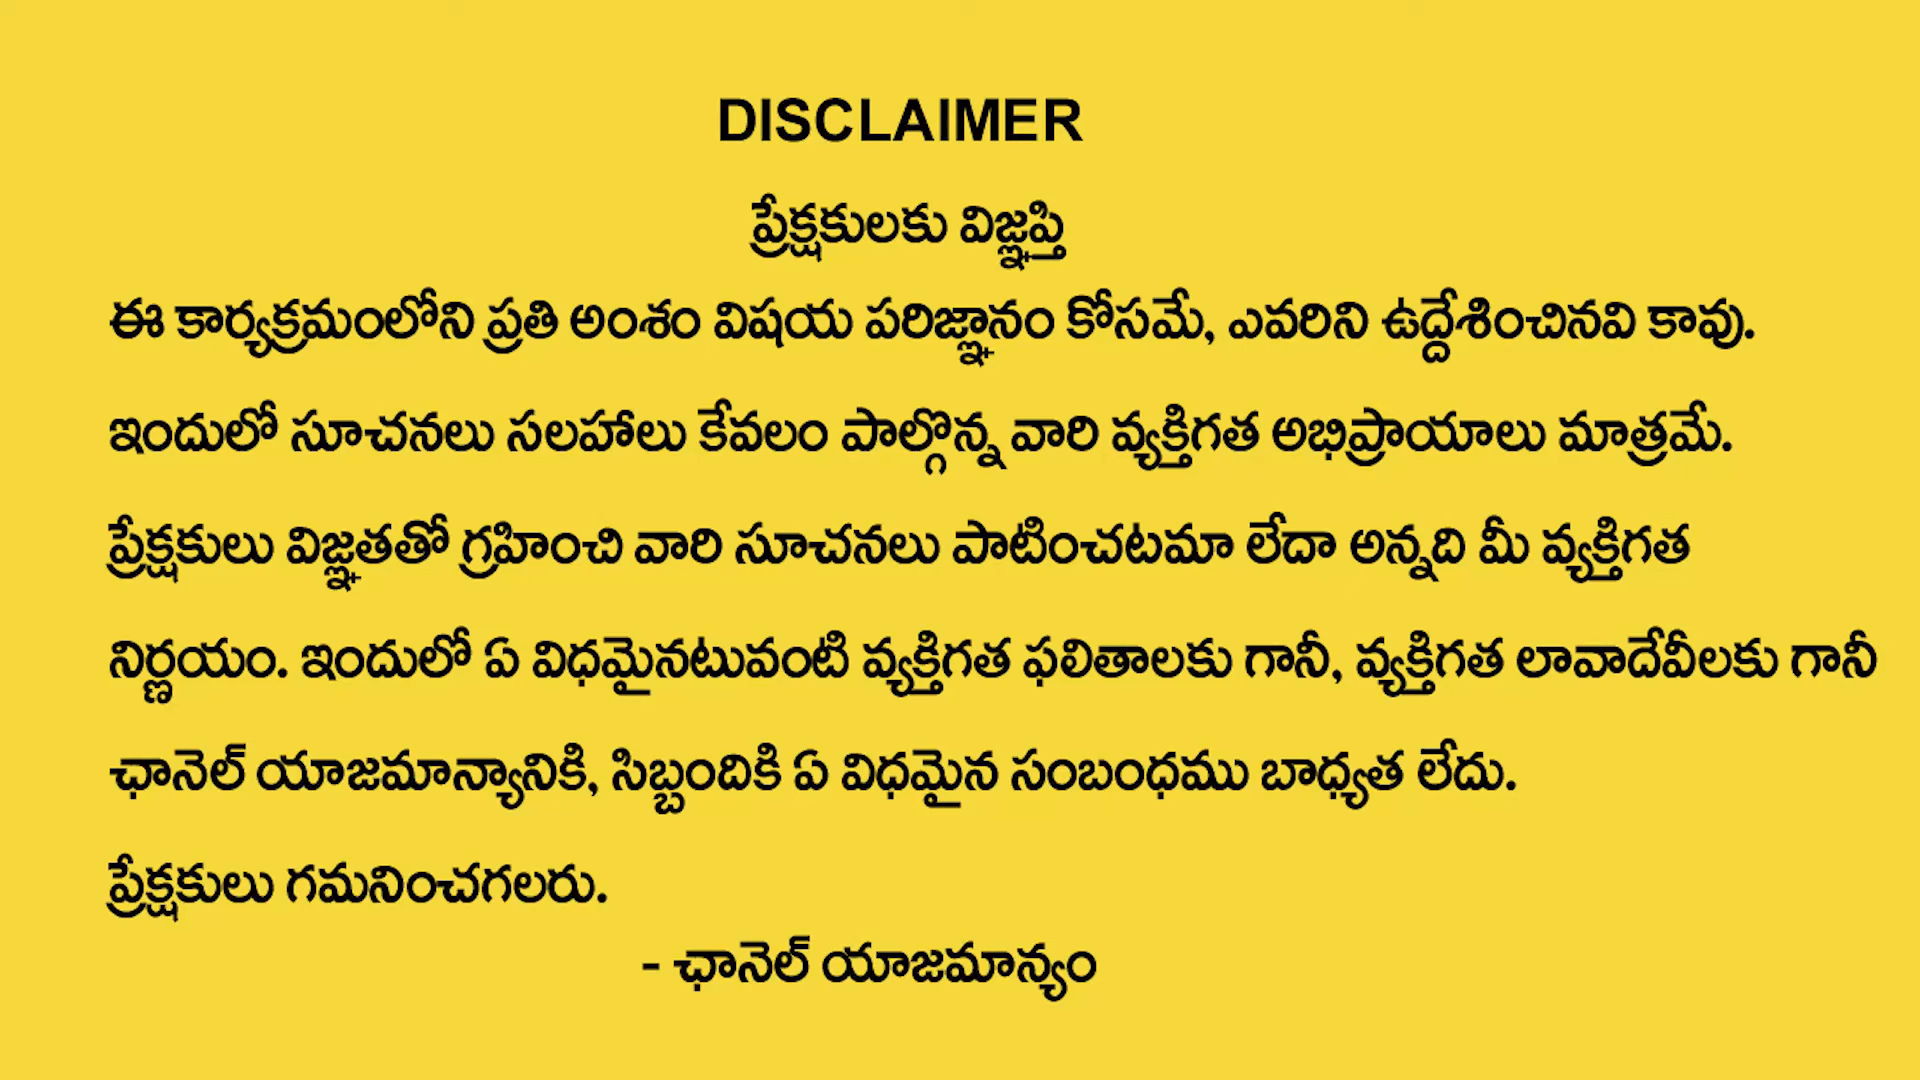 DISCLAIMER
ప్రేక్షకులకు విజ్ఞప్తి
ఈ కార్యక్రమంలోని ప్రతి అంశం విషయ పరిజ్ఞానం కోసమే, ఎవరిని ఉద్దేశించినవి కావు.
ఇందులో సూచనలు సలహాలు కేవలం పాల్గొన్న వారి వ్యక్తిగత అభిప్రాయాలు మాత్రమే.
ప్రేక్షకులు విజ్ఞతతో గ్రహించి వారి సూచనలు పాటించటమా లేదా అన్నది మీ వ్యక్తిగత
నిర్ణయం. ఇందులో ఏ విధమైనటువంటి వ్యక్తిగత ఫలితాలకు గానీ, వ్యక్తిగత లావాదేవీలకు గానీ
ఛానెల్ యాజమాన్యానికి, సిబ్బందికి ఏ విధమైన సంబంధము బాధ్యత లేదు.
ప్రేక్షకులు గమనించగలరు.
- ఛానెల్ యాజమాన్యం